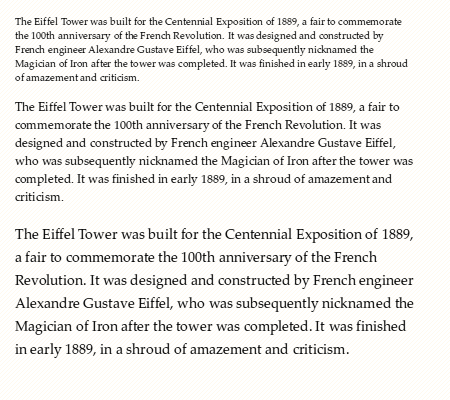 The Eiffel Tower was built for the Centennial Exposition of 1889, a fair to commemorate
the 100th anniversary of the French Revolution. It was designed and constructed by
French engineer Alexandre Gustave Eiffel, who was subsequently nicknamed the
Magician of Iron after the tower was completed. It was finished in early 1889, in a shroud
of amazement and criticism.
The Eiffel Tower was built for the Centennial Exposition of 1889, a fair to
commemorate the 100th anniversary of the French Revolution. It was
designed and constructed by French engineer Alexandre Gustave Eiffel,
who was subsequently nicknamed the Magician of Iron after the tower was
completed. It was finished in early 1889, in a shroud of amazement and
criticism.
The Eiffel Tower was built for the Centennial Exposition of 1889,
a fair to commemorate the 100th anniversary of the French
Revolution. It was designed and constructed by French engineer
Alexandre Gustave Eiffel, who was subsequently nicknamed the
Magician of Iron after the tower was completed. It was finished
in early 1889, in a shroud of amazement and criticism.